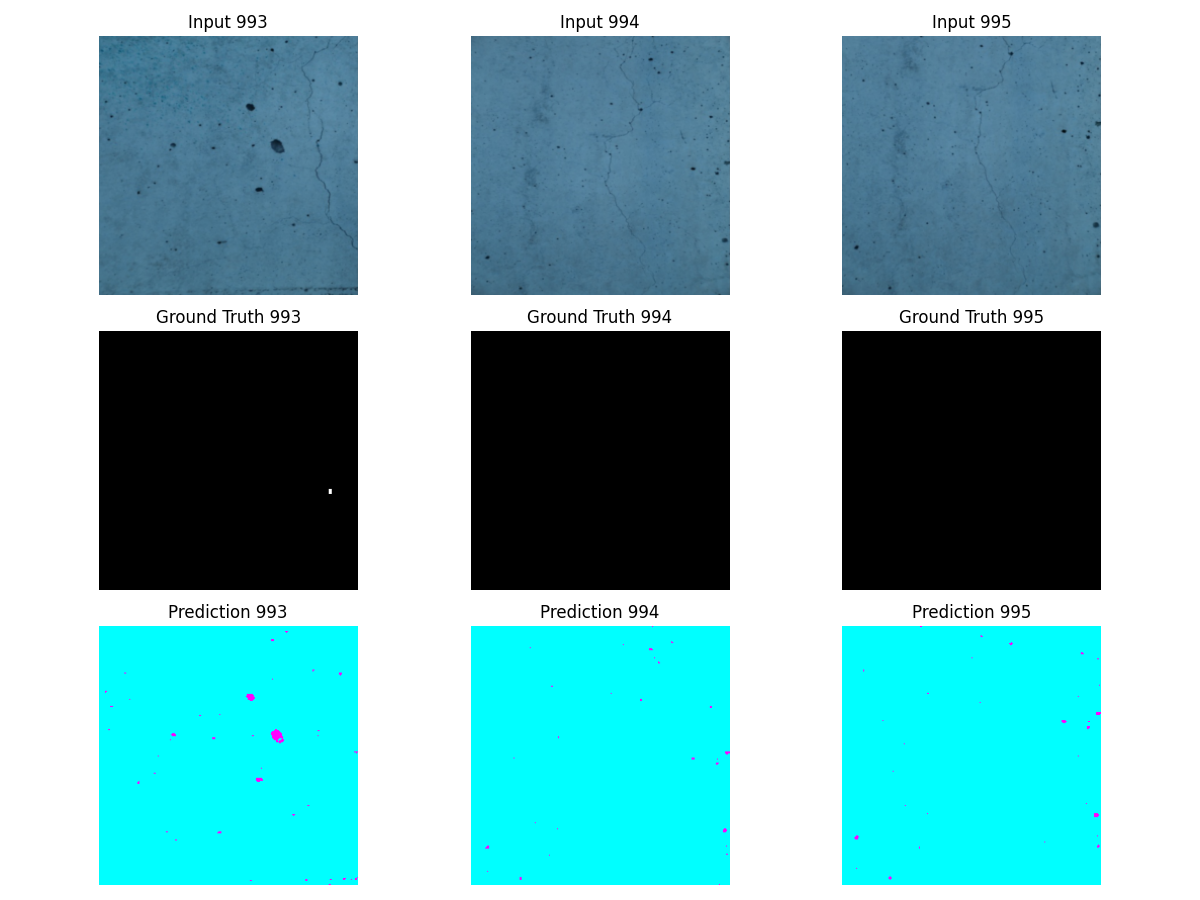 Input 993
Input 994
Input 995
Ground Truth 993
Ground Truth 994
Ground Truth 995
Prediction 993
Prediction 994
Prediction 995